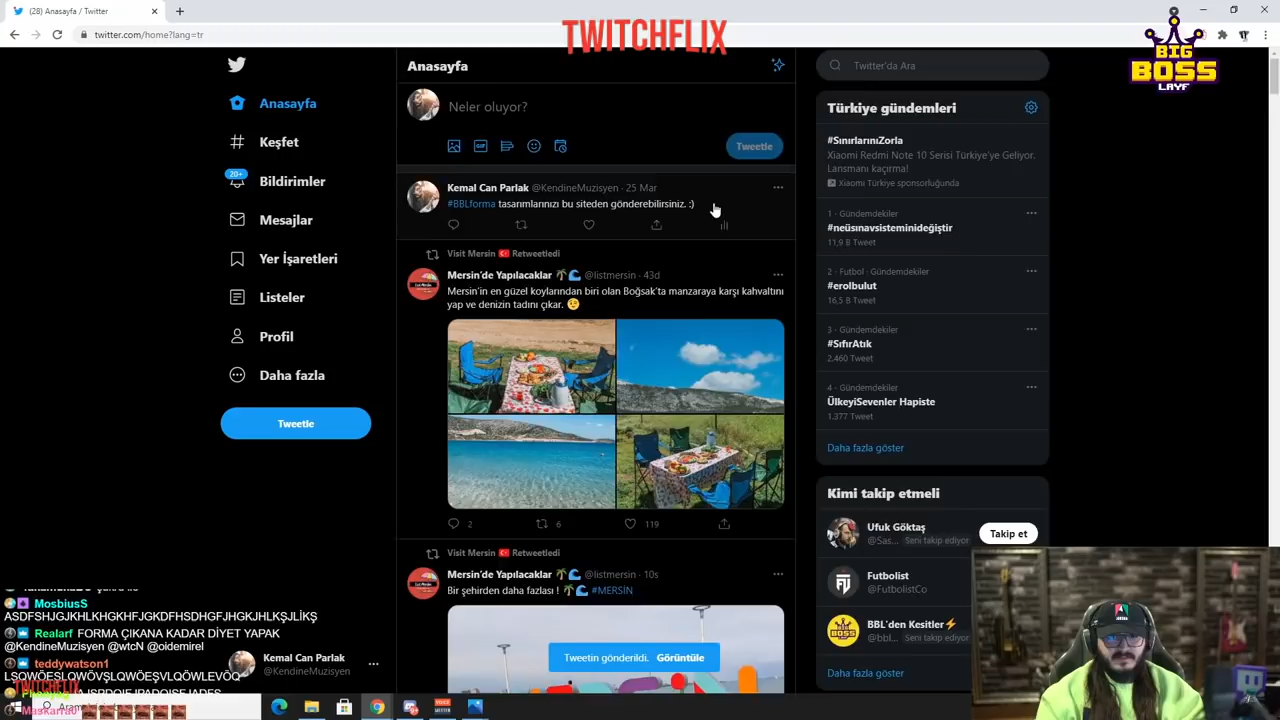 (28) Anasayfa / Twitter
twitter.com/home?lang=tr
TWITCHFLIX
BIG
BOSS
LAYF
Anasayfa
Keşfet
20+
Bildirimler
Mesajlar
Yer İşaretleri
Listeler
Profil
Daha fazla
Tweetle
Anasayfa
Neler oluyor?
GIF
Tweetle
Kemal Can Parlak @KendineMuzisyen · 25 Mar
#BBLforma tasarımlarınızı bu siteden gönderebilirsiniz. :)
Visit Mersin 🇹🇷 Retweetledi
Mersin'de Yapılacaklar 🌴🌊 @listmersin · 43d
Mersin'in en güzel koylarından biri olan Boğsak'ta manzaraya karşı kahvaltını
yap ve denizin tadını çıkar. 😉
2 6 119
Visit Mersin 🇹🇷 Retweetledi
Mersin'de Yapılacaklar 🌴🌊 @listmersin · 10s
Bir şehirden daha fazlası ! 🌴🌊 #MERSİN
Tweetin gönderildi. Görüntüle
Twitter'da Ara
Türkiye gündemleri
#SınırlarınıZorla
Xiaomi Redmi Note 10 Serisi Türkiye'ye Geliyor.
Lansmanı kaçırma!
Xiaomi Türkiye sponsorluğunda
1 · Gündemdekiler
#neüsınavsisteminideğiştir
11,9 B Tweet
2 · Futbol · Gündemdekiler
#erolbulut
16,5 B Tweet
3 · Gündemdekiler
#SıfırAtık
2.460 Tweet
4 · Gündemdekiler
ÜlkeyiSevenler Hapiste
1.377 Tweet
Daha fazla göster
Kimi takip etmeli
Ufuk Göktaş
@Sas... Seni takip ediyor
Takip et
Futbolist
@FutbolistCo
BBL'den Kesitler⚡
@bbl... Seni takip ediyor
Daha fazla göster
MosbiusS
ASDFSHJGJKHLKHGKHFJGKDFHSDHGFJHGKJHLKŞJLİKŞ
Realarf FORMA ÇIKANA KADAR DİYET YAPAK
@KendineMuzisyen @wtcN @oidemirel
teddywatson1
Kemal Can Parlak
@KendineMuzisyen
TWITCHFLIX